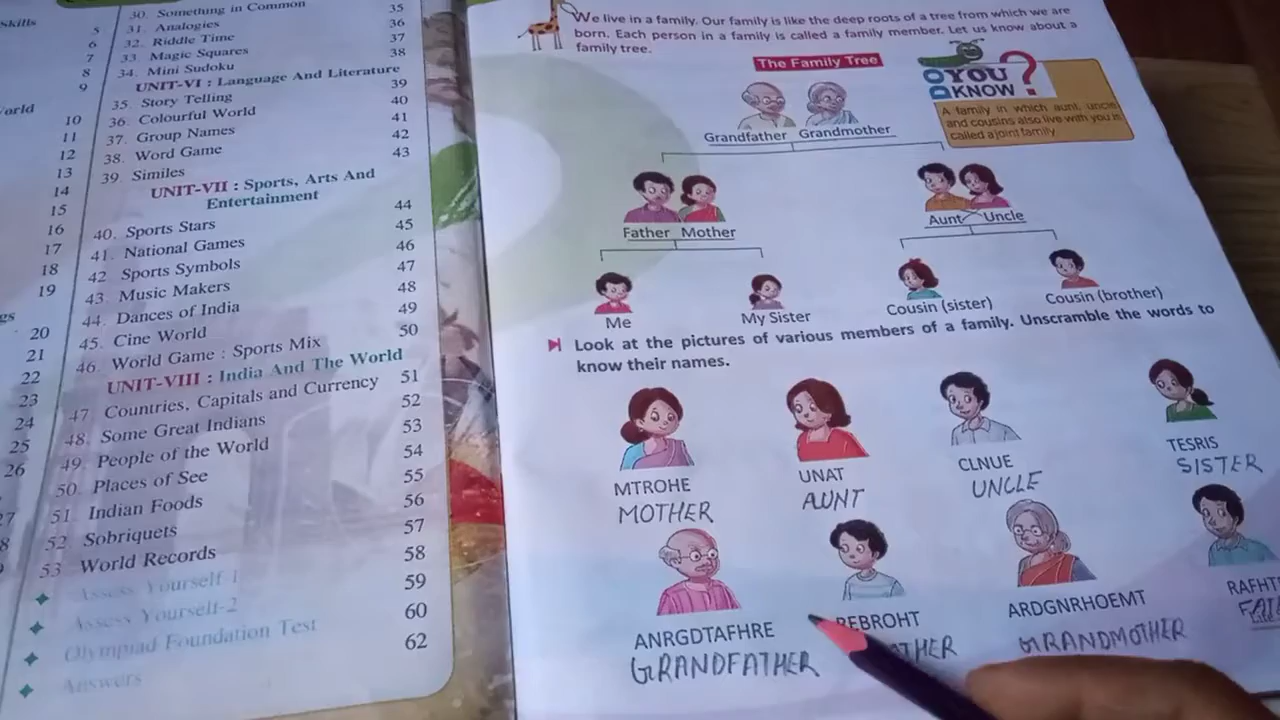 Skills
5
6
7
8
9
10
11
12
13
14
15
16
17
18
19
20
21
22
23
24
25
26
30. Something in Common 35
31. Analogies 36
32. Riddle Time 37
33. Magic Squares 38
34. Mini Sudoku
UNIT-VI : Language And Literature
35. Story Telling 39
36. Colourful World 40
37. Group Names 41
38. Word Game 42
39. Similes 43
UNIT-VII : Sports, Arts And
Entertainment
40. Sports Stars 44
41. National Games 45
42 Sports Symbols 46
43. Music Makers 47
44. Dances of India 48
45. Cine World 49
46. World Game : Sports Mix 50
UNIT-VIII : India And The World
47. Countries, Capitals and Currency 51
48. Some Great Indians 52
49. People of the World 53
50. Places of See 54
51 Indian Foods 55
52 Sobriquets 56
53 World Records 57
Assess Yourself 1 58
Assess Yourself-2 59
Olympiad Foundation Test 60
Answers 62
We live in a family. Our family is like the deep roots of a tree from which we are
born. Each person in a family is called a family member. Let us know about a
family tree.
The Family Tree
DO YOU KNOW ?
A family in which aunt, uncle
and cousins also live with you is
called a joint family
Grandfather Grandmother
Father Mother
Aunt Uncle
Me
My Sister
Cousin (sister)
Cousin (brother)
Look at the pictures of various members of a family. Unscramble the words to
know their names.
MTROHE
MOTHER
UNAT
AUNT
CLNUE
UNCLE
TESRIS
SISTER
ANRGDTAFHRE
GRANDFATHER
REBROHT
ARDGNRHOEMT
GRANDMOTHER